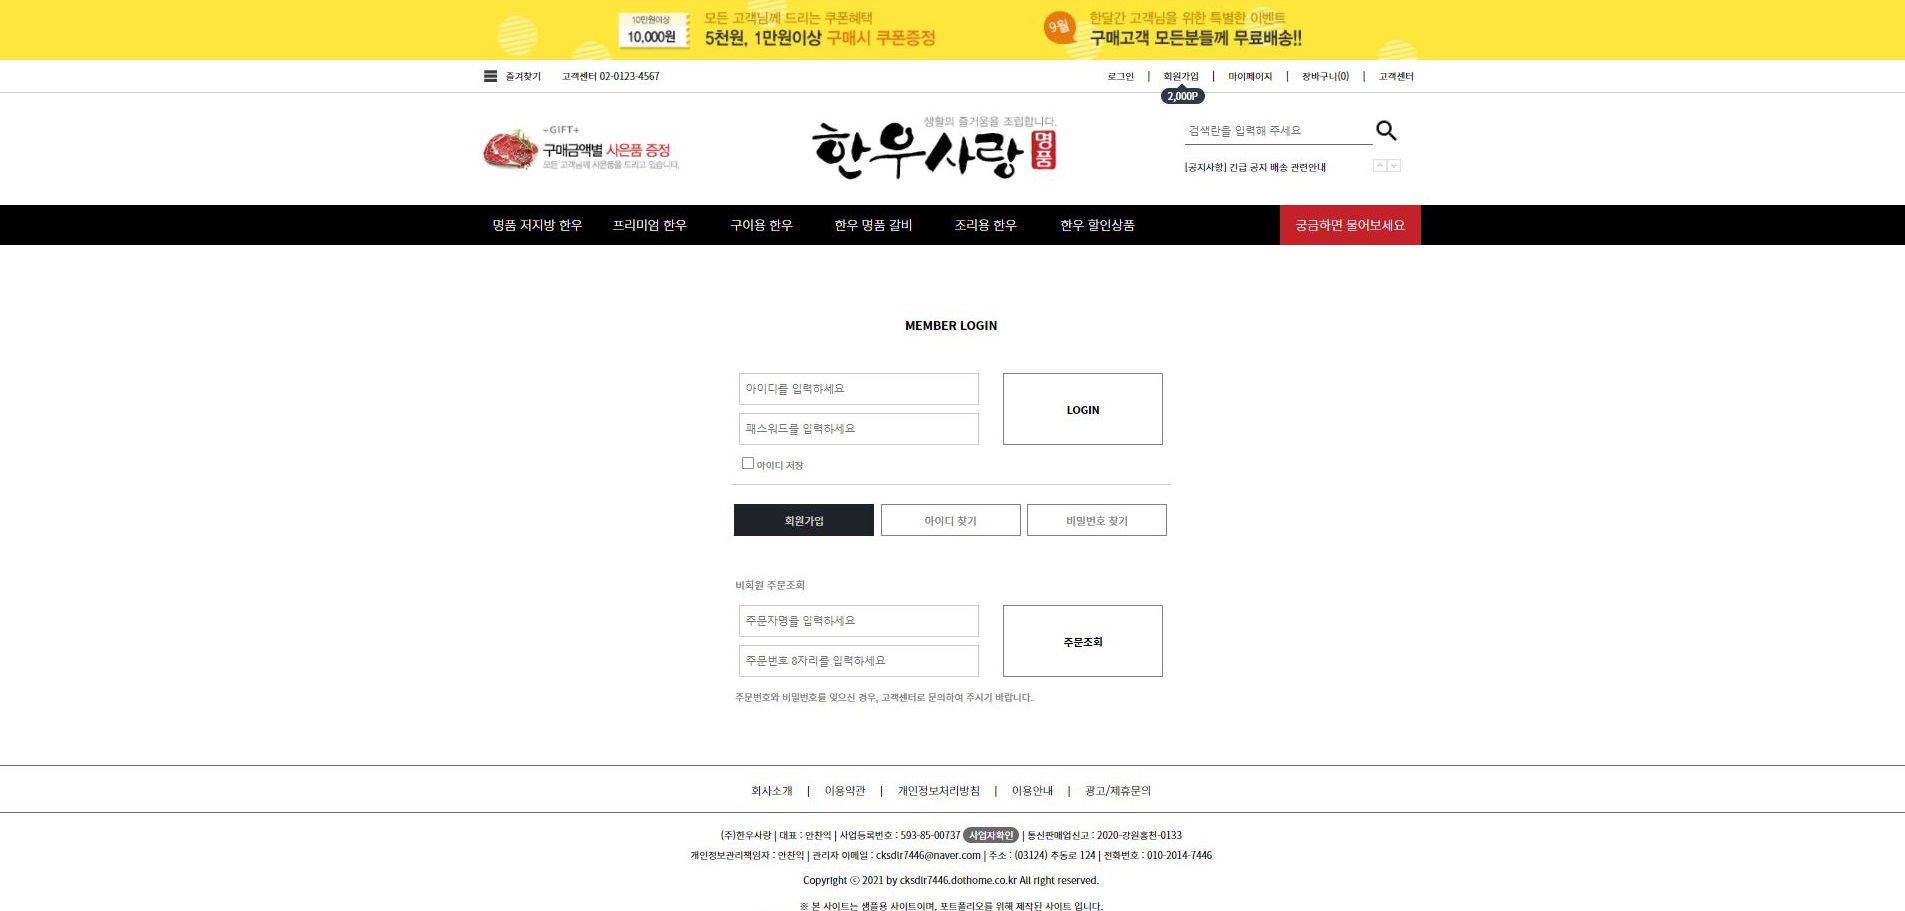 10만원이상
10,000원
모든 고객님께 드리는 쿠폰혜택
5천원, 1만원이상 구매시 쿠폰증정
9월
한달간 고객님을 위한 특별한 이벤트
구매고객 모든분들께 무료배송!!
즐겨찾기 고객센터 02-0123-4567
로그인 | 회원가입 | 마이페이지 | 장바구니(0) | 고객센터
2,000P
+GIFT+
구매금액별 사은품 증정
모든 고객님께 사은품을 드리고 있습니다.
생활의 즐거움을 조립합니다.
한우사랑 명품
검색란을 입력해 주세요
[공지사항] 긴급 공지 배송 관련안내
명품 저지방 한우 프리미엄 한우 구이용 한우 한우 명품 갈비 조리용 한우 한우 할인상품 궁금하면 물어보세요
MEMBER LOGIN
아이디를 입력하세요
패스워드를 입력하세요
LOGIN
아이디 저장
회원가입 아이디 찾기 비밀번호 찾기
비회원 주문조회
주문자명을 입력하세요
주문번호 8자리를 입력하세요
주문조회
주문번호와 비밀번호를 잊으신 경우, 고객센터로 문의하여 주시기 바랍니다.
회사소개 | 이용약관 | 개인정보처리방침 | 이용안내 | 광고/제휴문의
(주)한우사랑 | 대표 : 안찬익 | 사업등록번호 : 593-85-00737 사업자확인 | 통신판매업신고 : 2020-강원홍천-0133
개인정보관리책임자 : 안찬익 | 관리자 이메일 : cksdlr7446@naver.com | 주소 : (03124) 추동로 124 | 전화번호 : 010-2014-7446
Copyright ⓒ 2021 by cksdlr7446.dothome.co.kr All right reserved.
※ 본 사이트는 샘플용 사이트이며, 포트폴리오를 위해 제작된 사이트 입니다.